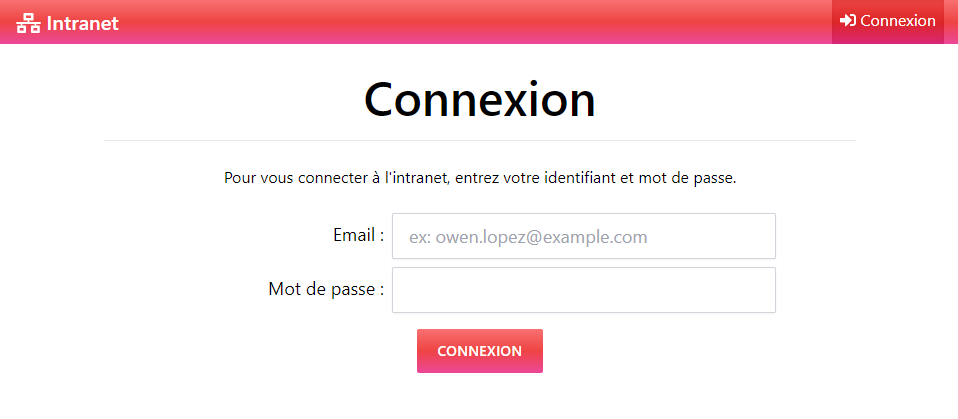 Intranet
Connexion
Connexion
Pour vous connecter à l'intranet, entrez votre identifiant et mot de passe.
Email :
ex: owen.lopez@example.com
Mot de passe :
CONNEXION